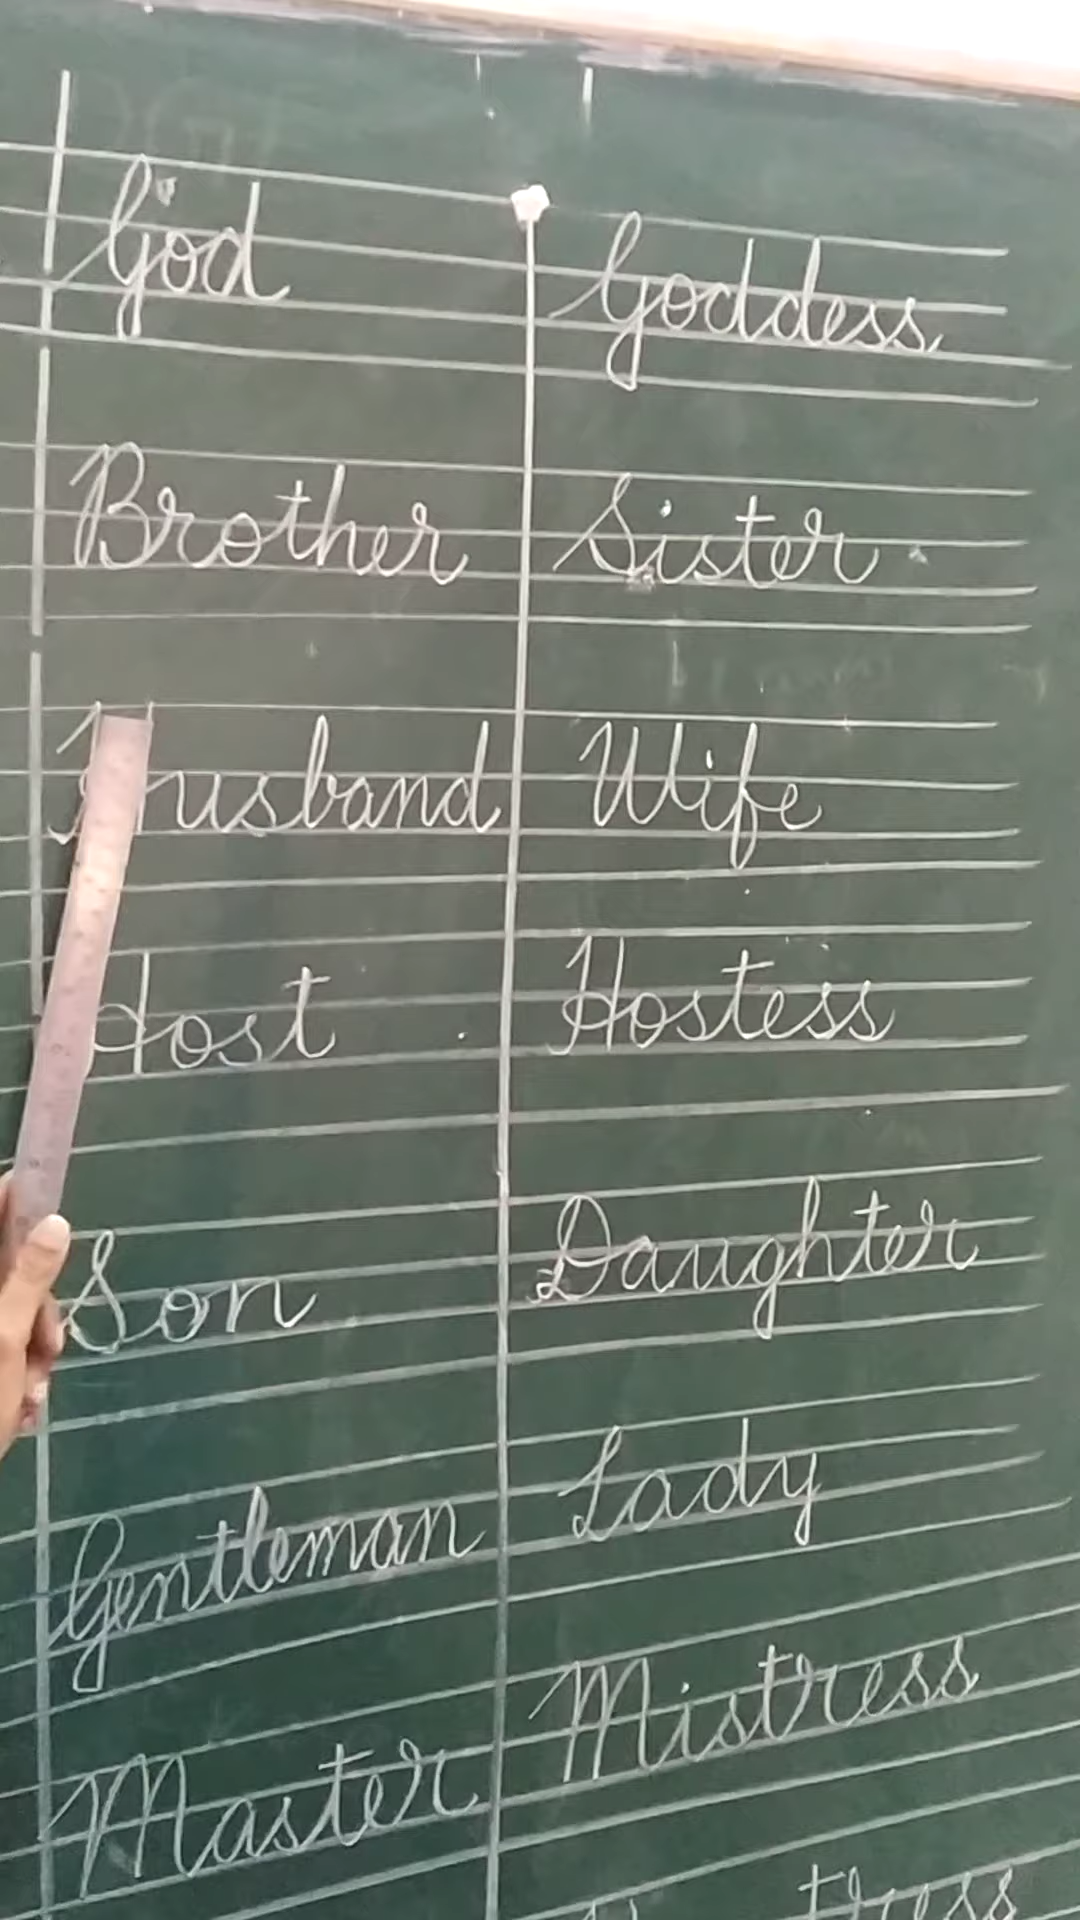 God Goddess
Brother Sister
Husband Wife
Host Hostess
Son Daughter
Gentleman Lady
Master Mistress